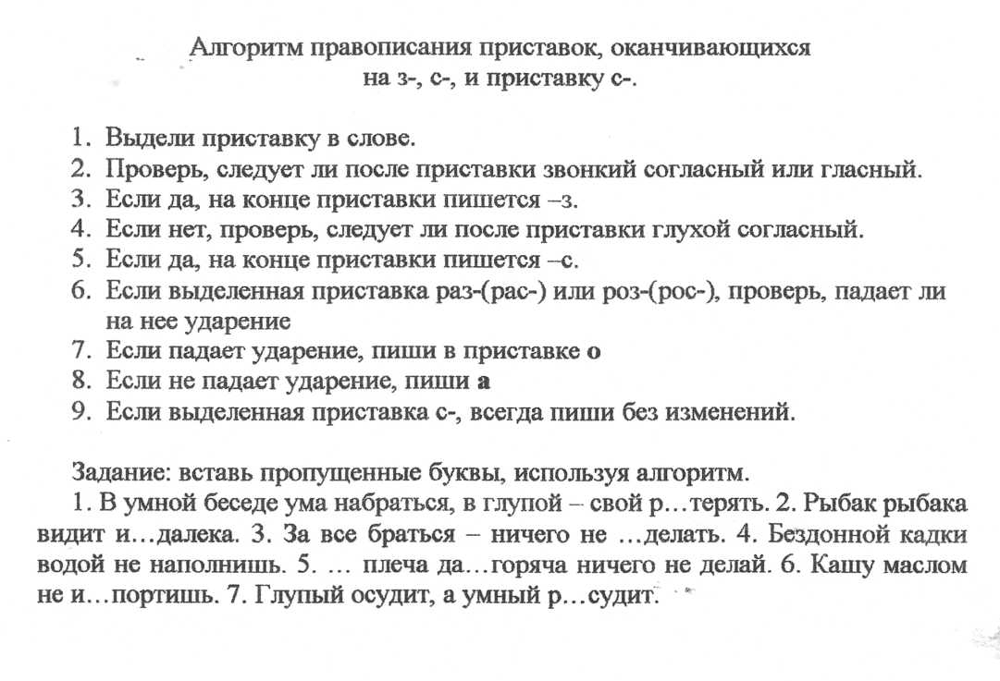 Алгоритм правописания приставок, оканчивающихся
на з-, с-, и приставку с-.
1. Выдели приставку в слове.
2. Проверь, следует ли после приставки звонкий согласный или гласный.
3. Если да, на конце приставки пишется –з.
4. Если нет, проверь, следует ли после приставки глухой согласный.
5. Если да, на конце приставки пишется –с.
6. Если выделенная приставка раз-(рас-) или роз-(рос-), проверь, падает ли
на нее ударение
7. Если падает ударение, пиши в приставке о
8. Если не падает ударение, пиши а
9. Если выделенная приставка с-, всегда пиши без изменений.
Задание: вставь пропущенные буквы, используя алгоритм.
1. В умной беседе ума набраться, в глупой – свой р…терять. 2. Рыбак рыбака
видит и…далека. 3. За все браться – ничего не …делать. 4. Бездонной кадки
водой не наполнишь. 5. … плеча да…горяча ничего не делай. 6. Кашу маслом
не и…портишь. 7. Глупый осудит, а умный р…судит.